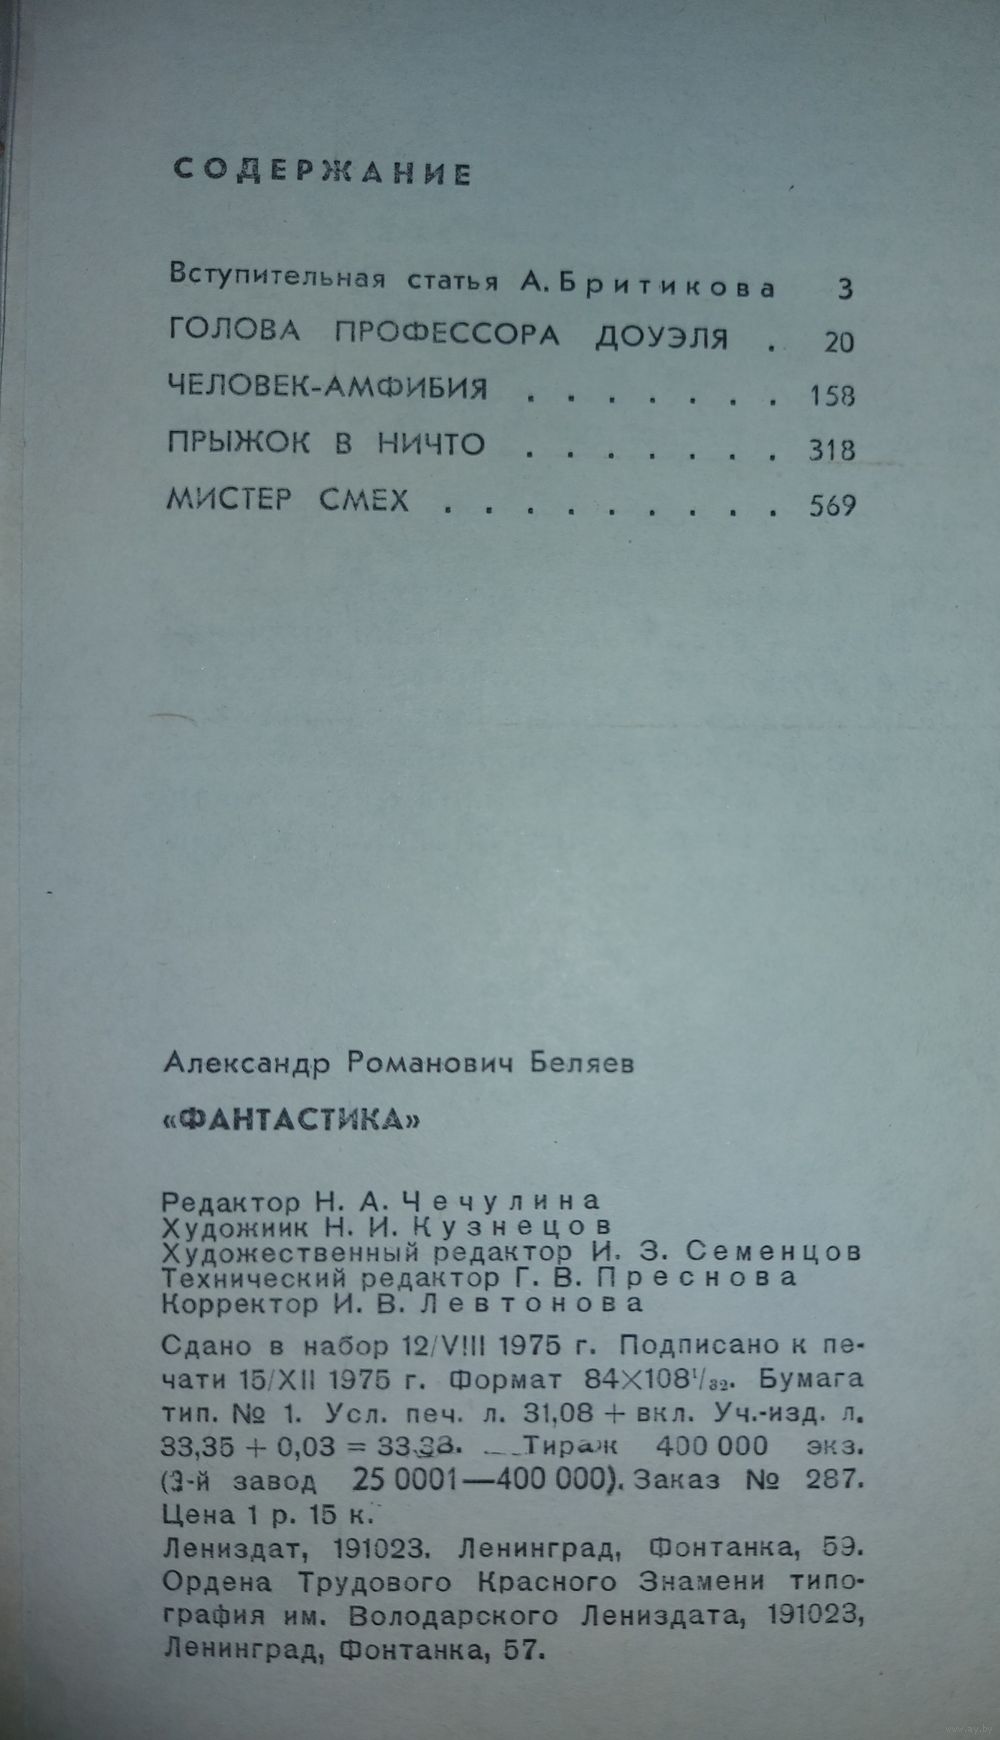 СОДЕРЖАНИЕ
Вступительная статья А. Бритикова 3
ГОЛОВА ПРОФЕССОРА ДОУЭЛЯ . 20
ЧЕЛОВЕК-АМФИБИЯ . . . . . . . 158
ПРЫЖОК В НИЧТО . . . . . . . 318
МИСТЕР СМЕХ . . . . . . . . . 569
Александр Романович Беляев
«ФАНТАСТИКА»
Редактор Н. А. Чечулина
Художник Н. И. Кузнецов
Художественный редактор И. З. Семенцов
Технический редактор Г. В. Преснова
Корректор И. В. Левтонова
Сдано в набор 12/VIII 1975 г. Подписано к пе-
чати 15/XII 1975 г. Формат 84×108¹/₃₂. Бумага
тип. № 1. Усл. печ. л. 31,08 + вкл. Уч.-изд. л.
33,35 + 0,03 = 33,38. Тираж 400 000 экз.
(3-й завод 25 0001—400 000). Заказ № 287.
Цена 1 р. 15 к.
Лениздат, 191023, Ленинград, Фонтанка, 59.
Ордена Трудового Красного Знамени типо-
графия им. Володарского Лениздата, 191023,
Ленинград, Фонтанка, 57.
www.ay.by